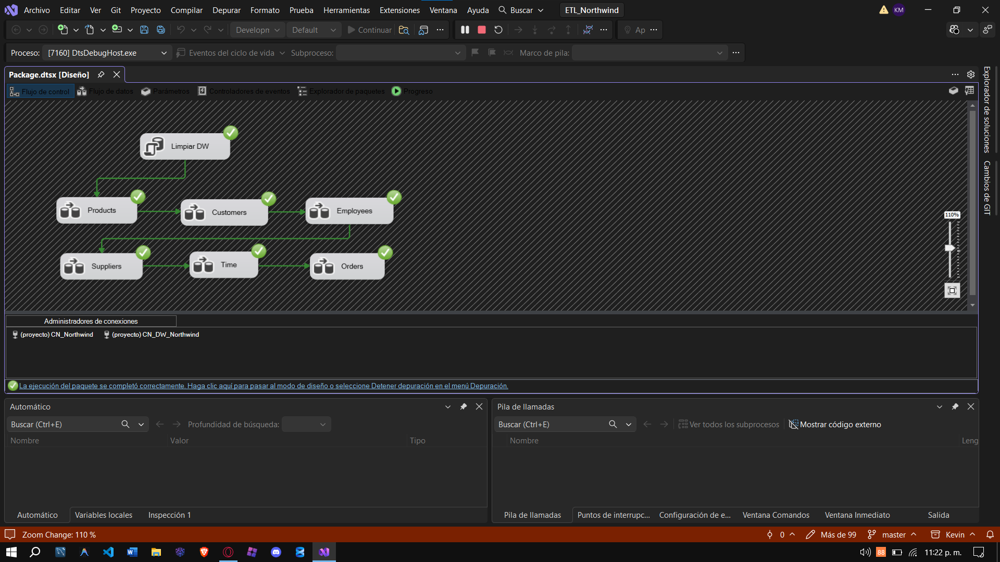 Archivo Editar Ver Git Proyecto Compilar Depurar Formato Prueba Herramientas Extensiones Ventana Ayuda Buscar ETL_Northwind KM
Developm Default Continuar Ap
Proceso: [7160] DtsDebugHost.exe Eventos del ciclo de vida Subproceso: Marco de pila:
Package.dtsx [Diseño]
Flujo de control Flujo de datos Parámetros Controladores de eventos Explorador de paquetes Progreso
Explorador de soluciones
Cambios de GIT
Limpiar DW
Products Customers Employees
110%
Suppliers Time Orders
Administradores de conexiones
(proyecto) CN_Northwind (proyecto) CN_DW_Northwind
La ejecución del paquete se completó correctamente. Haga clic aquí para pasar al modo de diseño o seleccione Detener depuración en el menú Depuración.
Automático
Buscar (Ctrl+E) Profundidad de búsqueda:
Nombre Valor Tipo
Pila de llamadas
Buscar (Ctrl+E) Ver todos los subprocesos Mostrar código externo
Nombre Leng
Automático Variables locales Inspección 1
Pila de llamadas Puntos de interrupc... Configuración de e... Ventana Comandos Ventana Inmediato Salida
Zoom Change: 110 % 0 Más de 99 master Kevin
88 11:22 p. m.